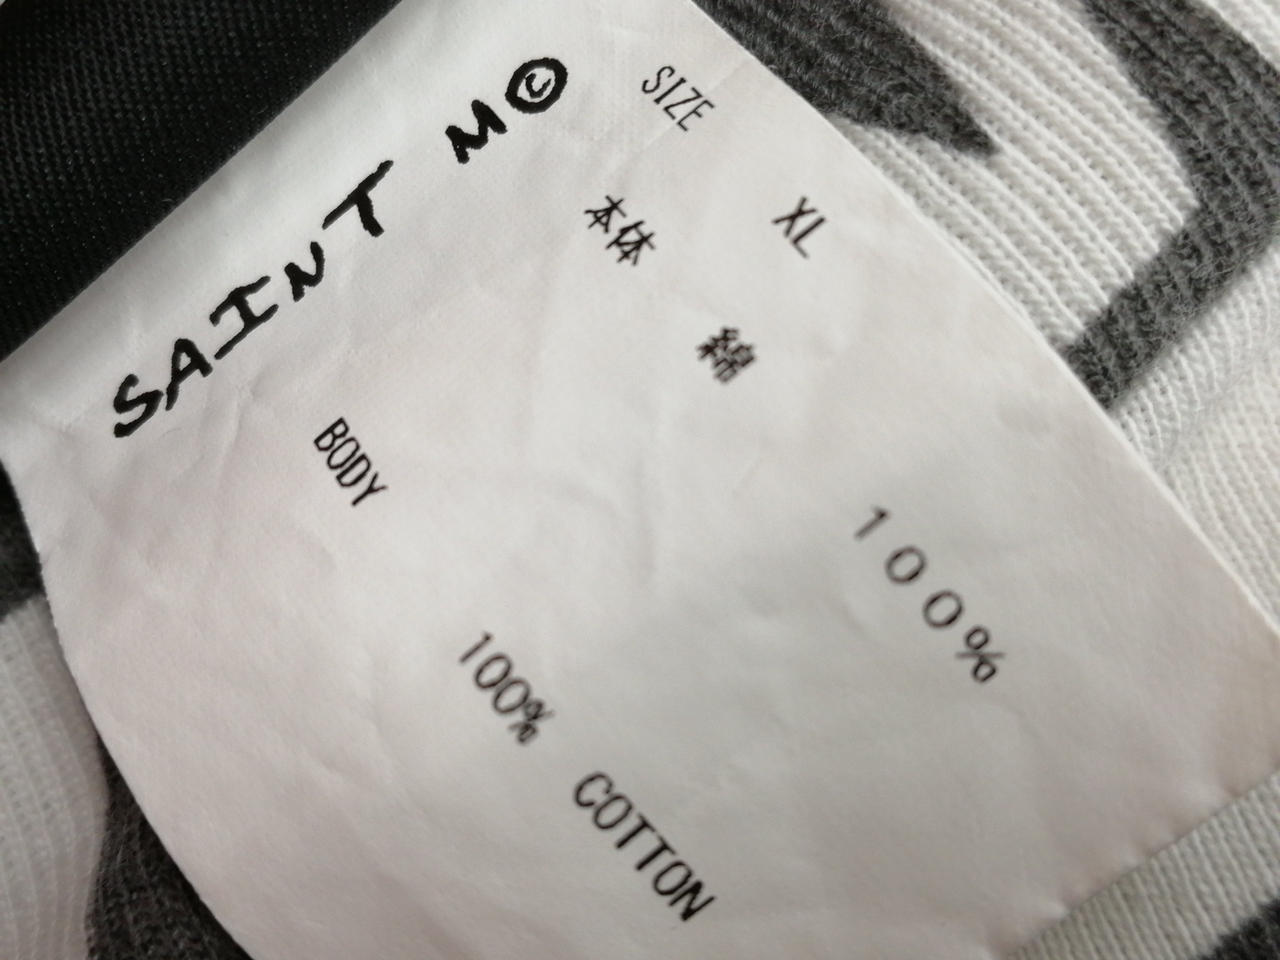 SAINT M©
SIZE XL
本体 綿 100%
BODY 100% COTTON